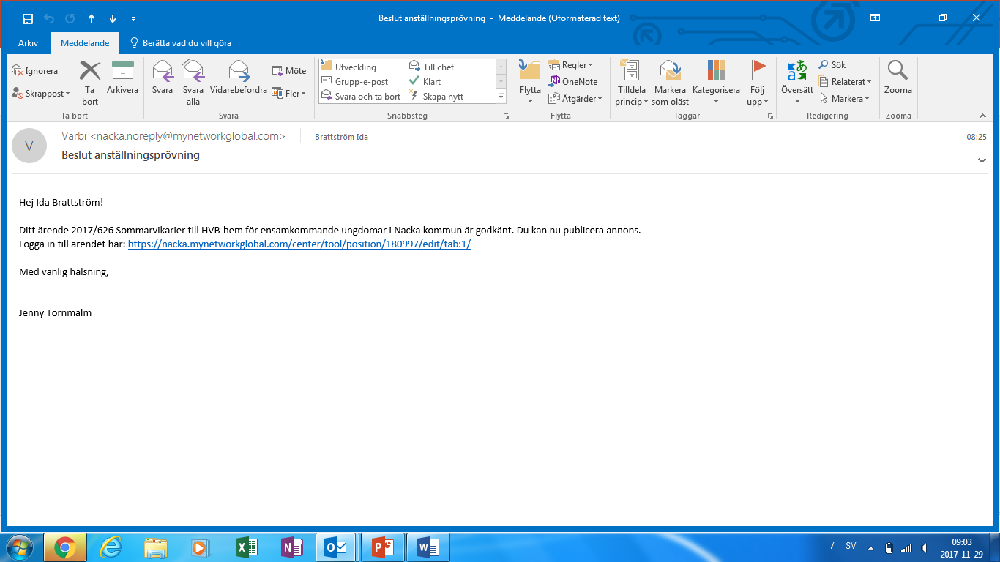 Beslut anställningsprövning - Meddelande (Oformaterad text)
Arkiv Meddelande Berätta vad du vill göra
Ignorera
Skräppost
Ta bort
Arkivera
Ta bort
Svara
Svara alla
Vidarebefordra
Möte
Fler
Svara
Utveckling
Till chef
Grupp-e-post
Klart
Svara och ta bort
Skapa nytt
Snabbsteg
Flytta
Regler
OneNote
Åtgärder
Flytta
Tilldela princip
Markera som oläst
Kategorisera
Följ upp
Taggar
Översätt
Sök
Relaterat
Markera
Redigering
Zooma
Zooma
V
Varbi <nacka.noreply@mynetworkglobal.com>
Brattström Ida
08:25
Beslut anställningsprövning
Hej Ida Brattström!
Ditt ärende 2017/626 Sommarvikarier till HVB-hem för ensamkommande ungdomar i Nacka kommun är godkänt. Du kan nu publicera annons.
Logga in till ärendet här: https://nacka.mynetworkglobal.com/center/tool/position/180997/edit/tab:1/
Med vänlig hälsning,
Jenny Tornmalm
SV
09:03
2017-11-29